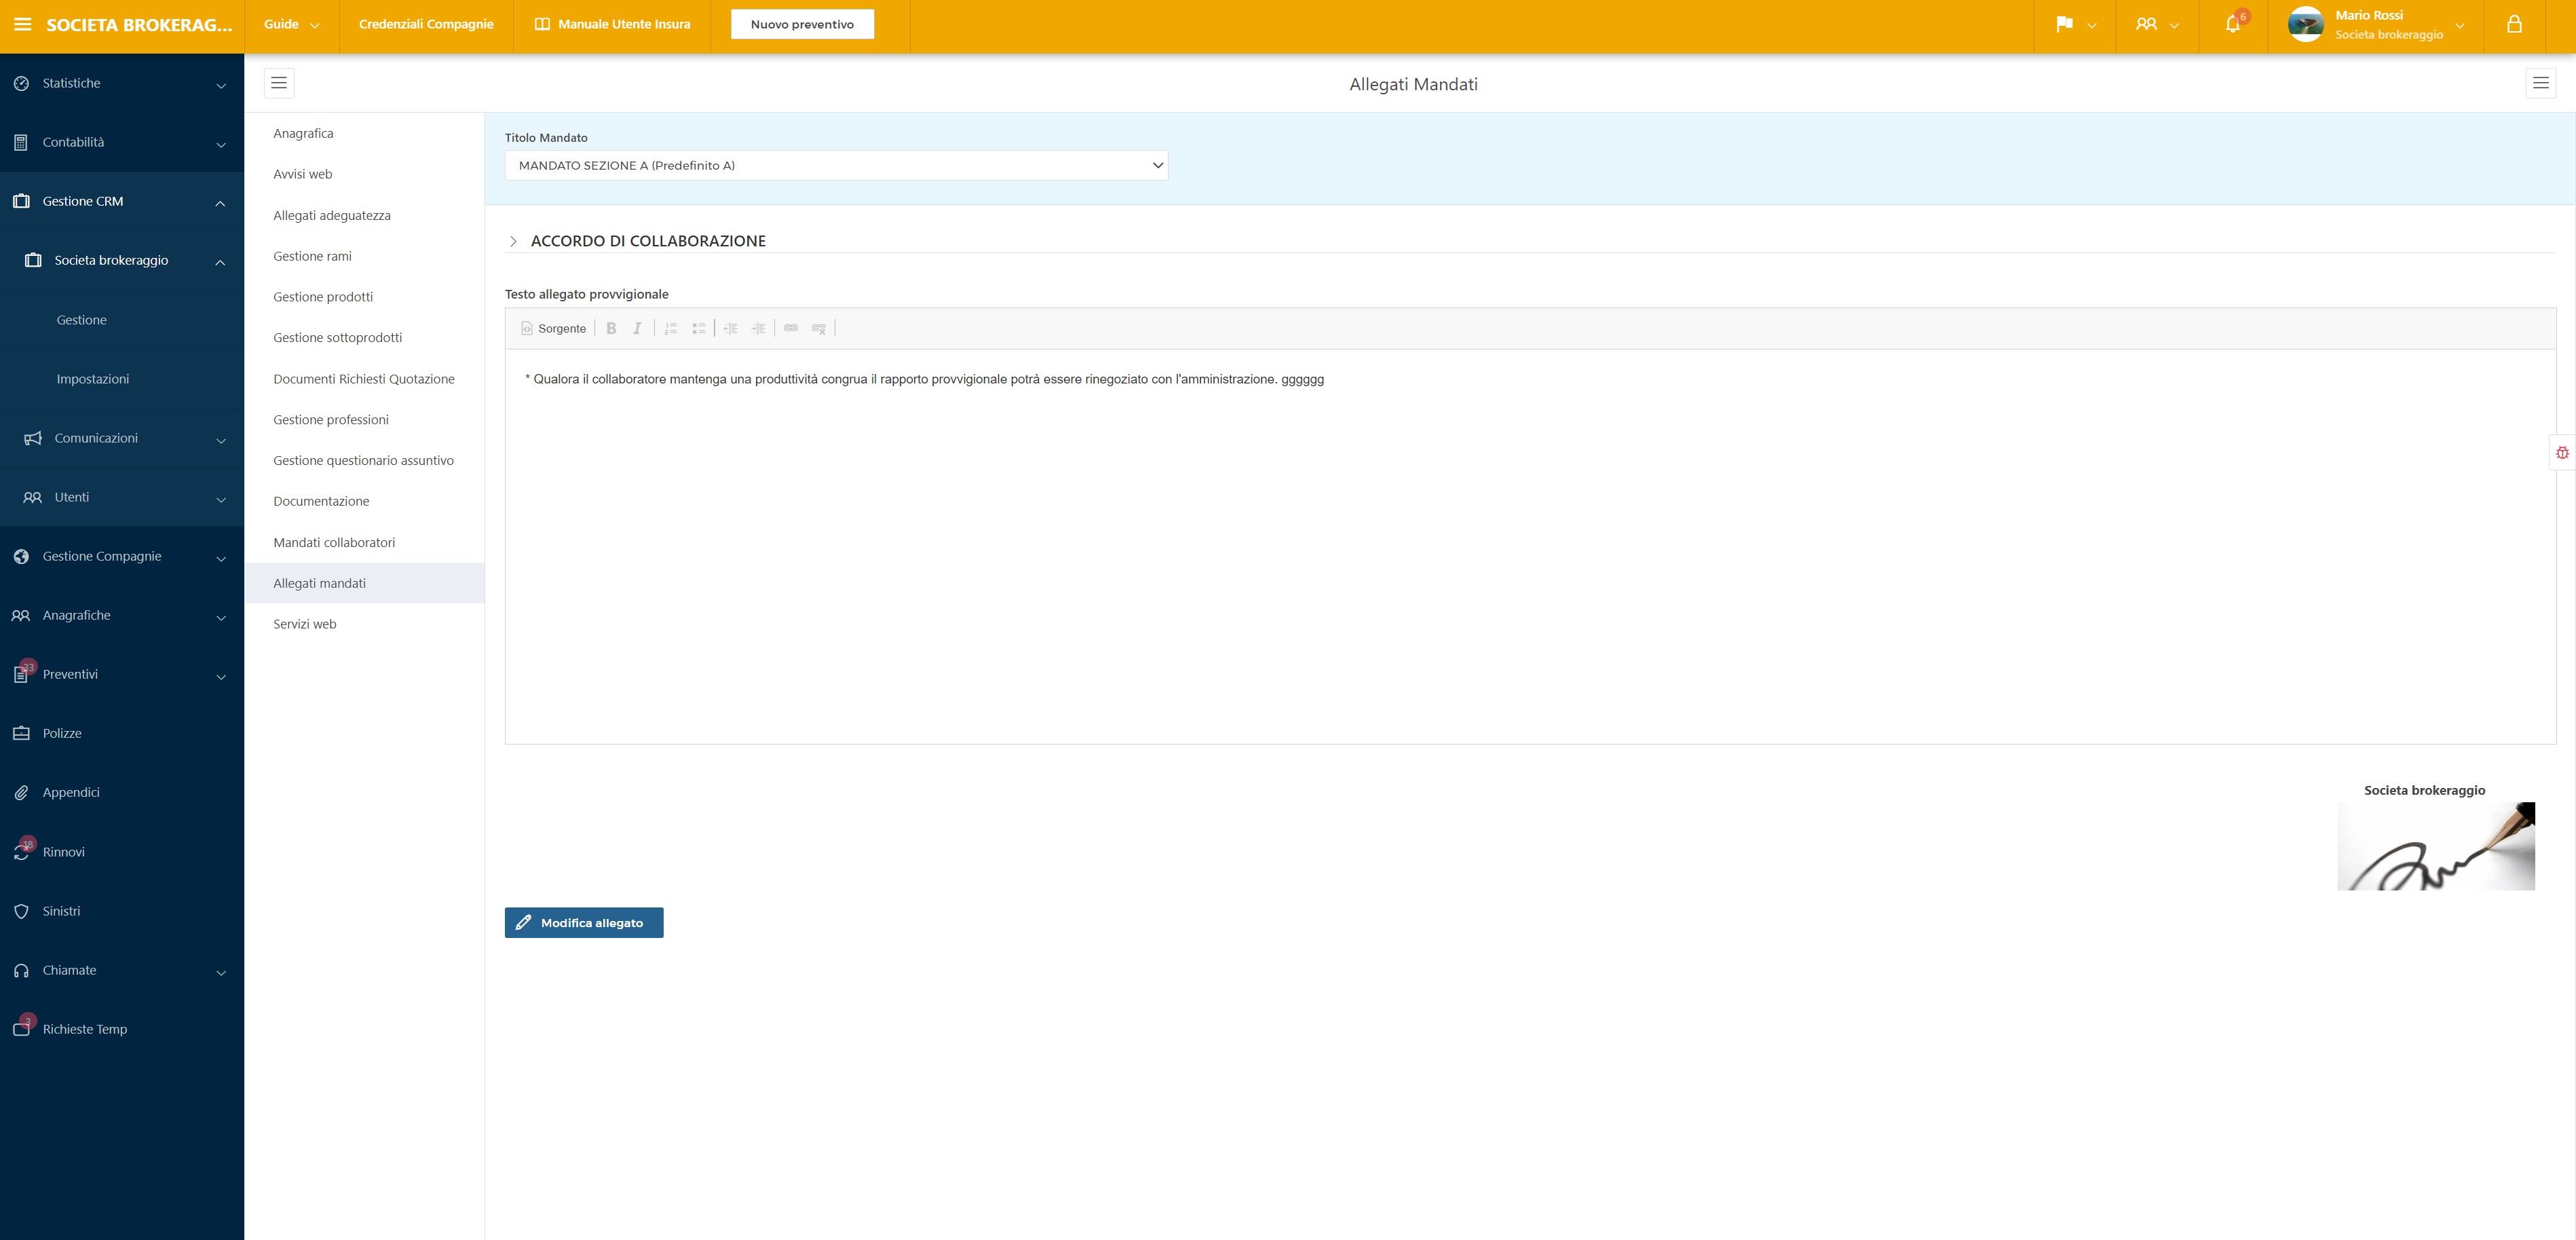 SOCIETA BROKERAG...
Guide
Credenziali Compagnie
Manuale Utente Insura
Nuovo preventivo
6
Mario Rossi
Societa brokeraggio
Statistiche
Contabilità
Gestione CRM
Societa brokeraggio
Gestione
Impostazioni
Comunicazioni
Utenti
Gestione Compagnie
Anagrafiche
33
Preventivi
Polizze
Appendici
18
Rinnovi
Sinistri
Chiamate
3
Richieste Temp
Allegati Mandati
Anagrafica
Avvisi web
Allegati adeguatezza
Gestione rami
Gestione prodotti
Gestione sottoprodotti
Documenti Richiesti Quotazione
Gestione professioni
Gestione questionario assuntivo
Documentazione
Mandati collaboratori
Allegati mandati
Servizi web
Titolo Mandato
MANDATO SEZIONE A (Predefinito A)
ACCORDO DI COLLABORAZIONE
Testo allegato provvigionale
Sorgente B I
* Qualora il collaboratore mantenga una produttività congrua il rapporto provvigionale potrà essere rinegoziato con l'amministrazione. gggggg
Societa brokeraggio
Modifica allegato